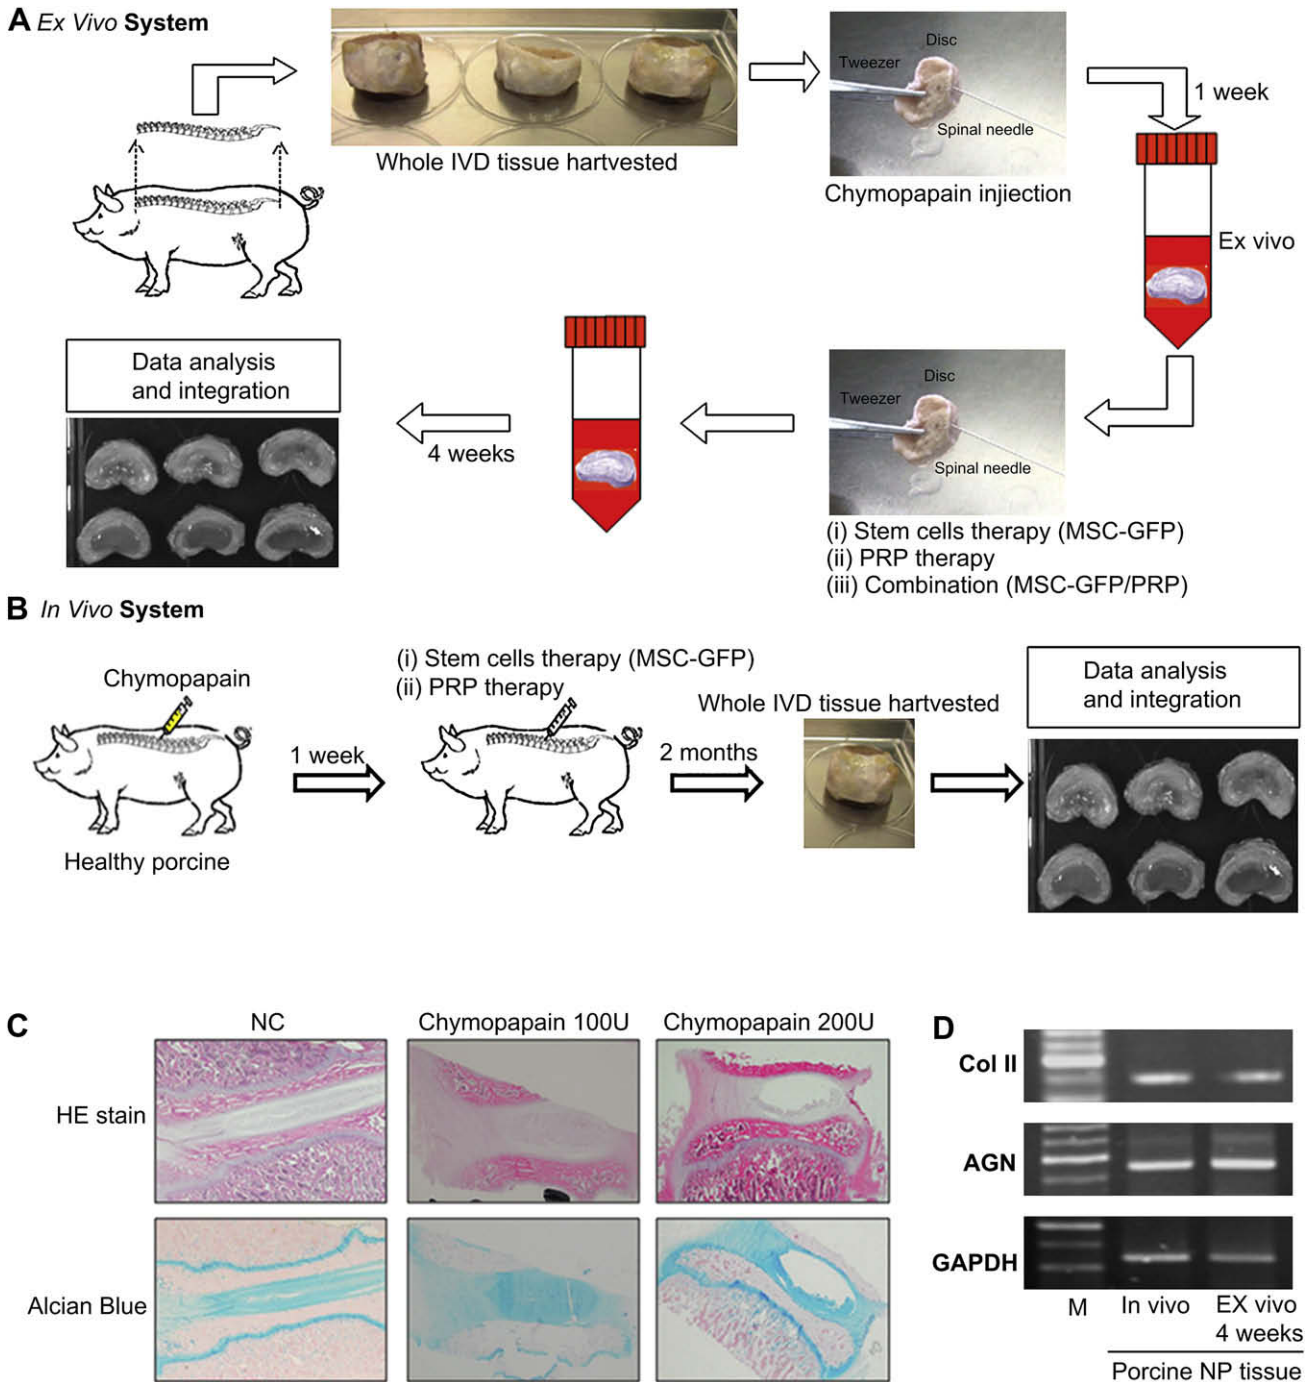 A Ex Vivo System
Whole IVD tissue hartvested
Tweezer
Disc
Spinal needle
Chymopapain injiection
1 week
Ex vivo
Tweezer
Disc
Spinal needle
(i) Stem cells therapy (MSC-GFP)
(ii) PRP therapy
(iii) Combination (MSC-GFP/PRP)
4 weeks
Data analysis
and integration
B In Vivo System
Chymopapain
Healthy porcine
1 week
(i) Stem cells therapy (MSC-GFP)
(ii) PRP therapy
2 months
Whole IVD tissue hartvested
Data analysis
and integration
C
NC
Chymopapain 100U
Chymopapain 200U
HE stain
Alcian Blue
D
Col II
AGN
GAPDH
M
In vivo
EX vivo
4 weeks
Porcine NP tissue